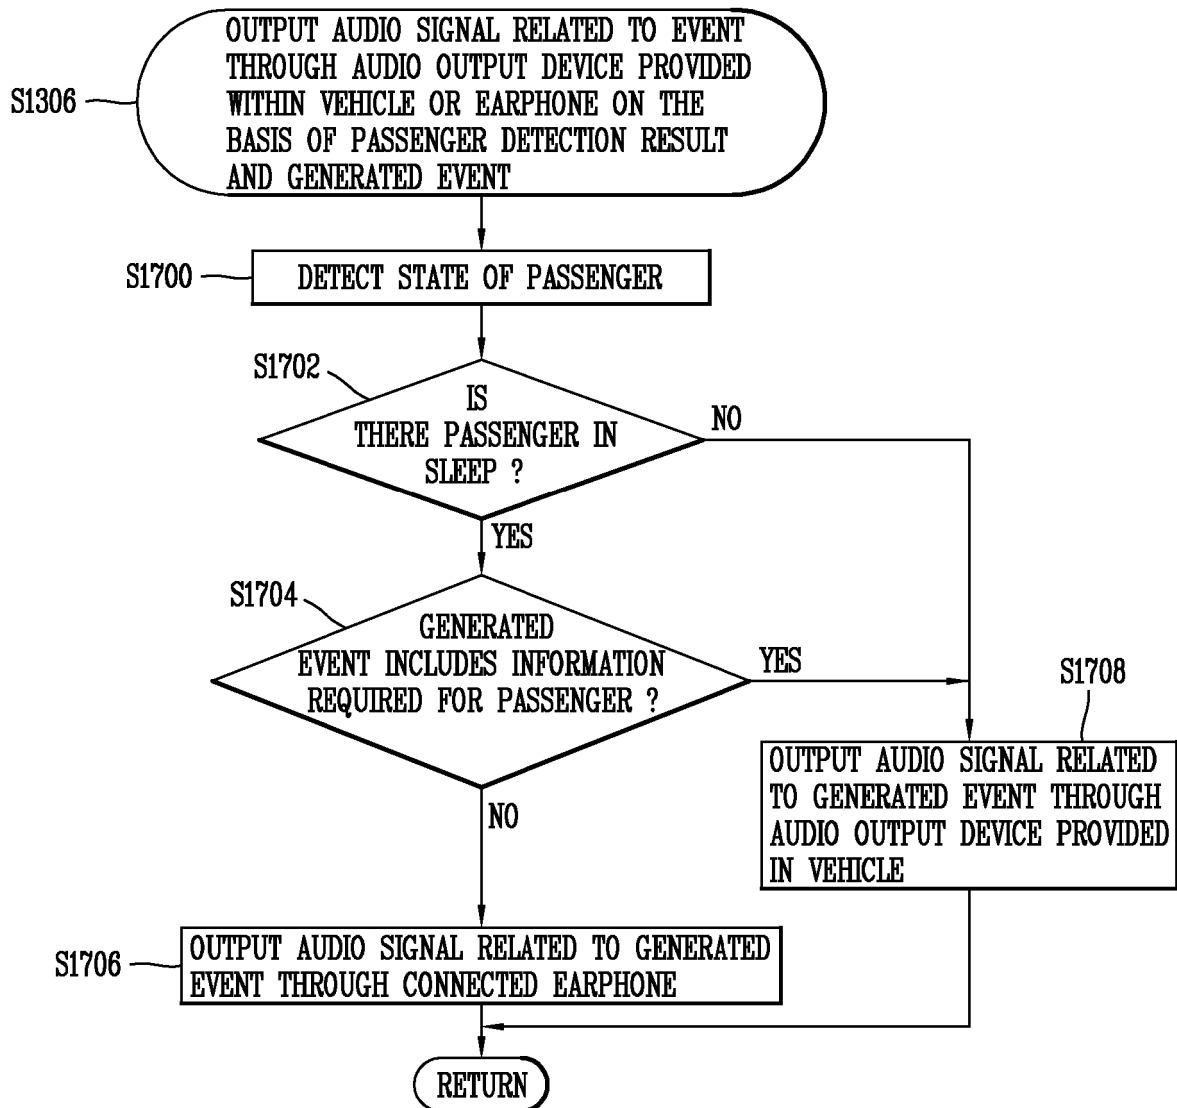 OUTPUT AUDIO SIGNAL RELATED TO EVENT
THROUGH AUDIO OUTPUT DEVICE PROVIDED
WITHIN VEHICLE OR EARPHONE ON THE
BASIS OF PASSENGER DETECTION RESULT
AND GENERATED EVENT
S1306
S1700
DETECT STATE OF PASSENGER
S1702
IS
THERE PASSENGER IN
SLEEP ?
NO
YES
S1704
GENERATED
EVENT INCLUDES INFORMATION
REQUIRED FOR PASSENGER ?
YES
NO
S1708
OUTPUT AUDIO SIGNAL RELATED
TO GENERATED EVENT THROUGH
AUDIO OUTPUT DEVICE PROVIDED
IN VEHICLE
S1706
OUTPUT AUDIO SIGNAL RELATED TO GENERATED
EVENT THROUGH CONNECTED EARPHONE
RETURN